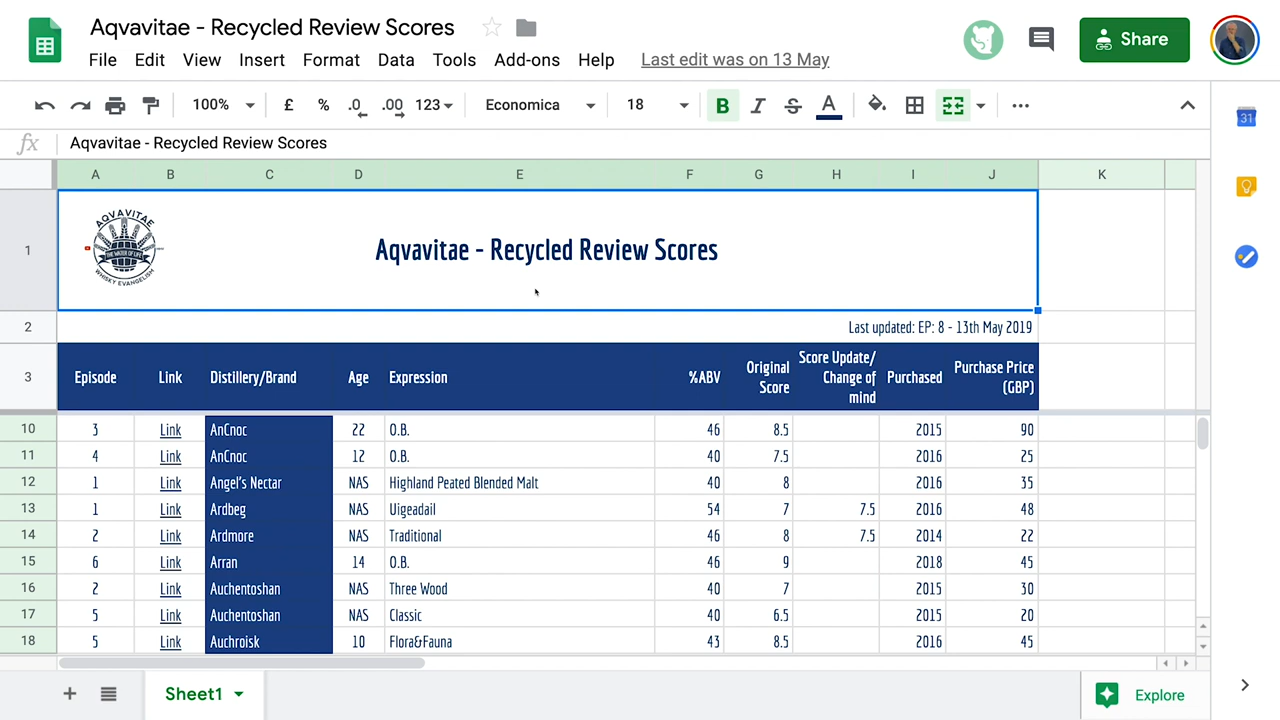 Aqvavitae - Recycled Review Scores
Share
File Edit View Insert Format Data Tools Add-ons Help Last edit was on 13 May
100% £ % .0 .00 123 Economica 18 B I S A
31
fx Aqvavitae - Recycled Review Scores
A B C D E F G H I J K
1 AQVAVITAE THE WATER OF LIFE WHISKY EVANGELISM Aqvavitae - Recycled Review Scores
2 Last updated: EP: 8 - 13th May 2019
3 Episode Link Distillery/Brand Age Expression %ABV Original Score Score Update/ Change of mind Purchased Purchase Price (GBP)
10 3 Link AnCnoc 22 O.B. 46 8.5 2015 90
11 4 Link AnCnoc 12 O.B. 40 7.5 2016 25
12 1 Link Angel's Nectar NAS Highland Peated Blended Malt 40 8 2016 35
13 1 Link Ardbeg NAS Uigeadail 54 7 7.5 2016 48
14 2 Link Ardmore NAS Traditional 46 8 7.5 2014 22
15 6 Link Arran 14 O.B. 46 9 2018 45
16 2 Link Auchentoshan NAS Three Wood 40 7 2015 30
17 5 Link Auchentoshan NAS Classic 40 6.5 2015 20
18 5 Link Auchroisk 10 Flora&Fauna 43 8.5 2016 45
Sheet1
Explore